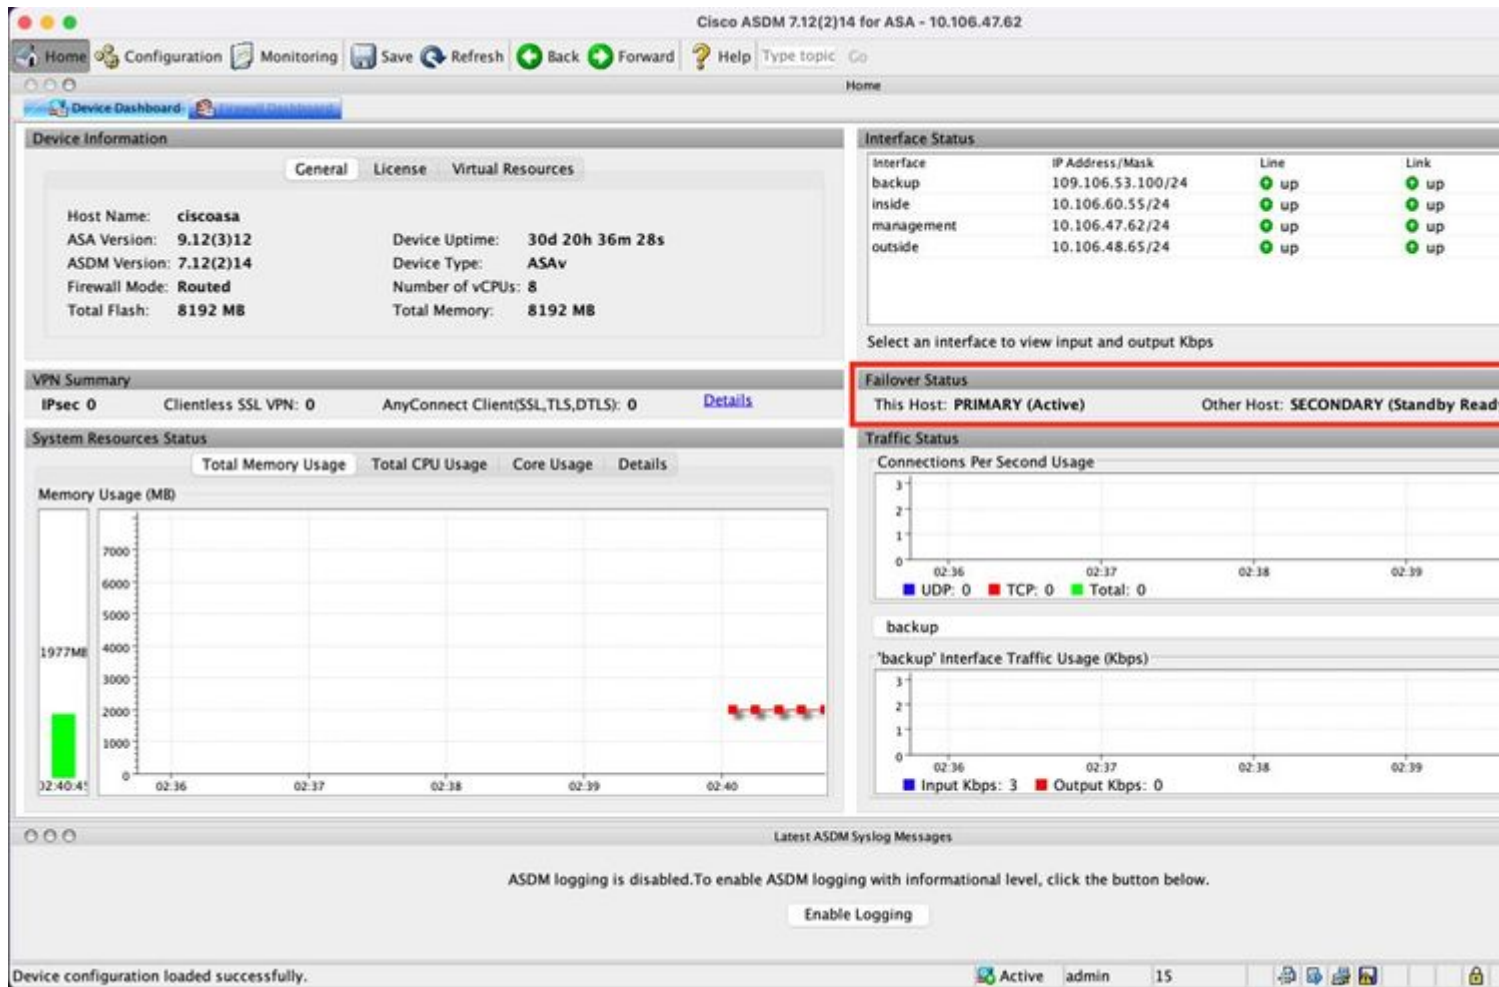 Cisco ASDM 7.12(2)14 for ASA - 10.106.47.62
Home Configuration Monitoring Save Refresh Back Forward Help Type topic Go
Home
Device Dashboard Firewall Dashboard
Device Information
General License Virtual Resources
Host Name: ciscoasa
ASA Version: 9.12(3)12 Device Uptime: 30d 20h 36m 28s
ASDM Version: 7.12(2)14 Device Type: ASAv
Firewall Mode: Routed Number of vCPUs: 8
Total Flash: 8192 MB Total Memory: 8192 MB
Interface Status
Interface IP Address/Mask Line Link
backup 109.106.53.100/24 up up
inside 10.106.60.55/24 up up
management 10.106.47.62/24 up up
outside 10.106.48.65/24 up up
Select an interface to view input and output Kbps
VPN Summary
IPsec 0 Clientless SSL VPN: 0 AnyConnect Client(SSL,TLS,DTLS): 0 Details
Failover Status
This Host: PRIMARY (Active) Other Host: SECONDARY (Standby Read
System Resources Status
Total Memory Usage Total CPU Usage Core Usage Details
Memory Usage (MB)
7000
6000
5000
1977MB 4000
3000
2000
1000
0
02:40:4
02:36 02:37 02:38 02:39 02:40
Traffic Status
Connections Per Second Usage
3
2
1
0
02:36 02:37 02:38 02:39
UDP: 0 TCP: 0 Total: 0
backup
'backup' Interface Traffic Usage (Kbps)
3
2
1
0
02:36 02:37 02:38 02:39
Input Kbps: 3 Output Kbps: 0
Latest ASDM Syslog Messages
ASDM logging is disabled.To enable ASDM logging with informational level, click the button below.
Enable Logging
Device configuration loaded successfully. Active admin 15